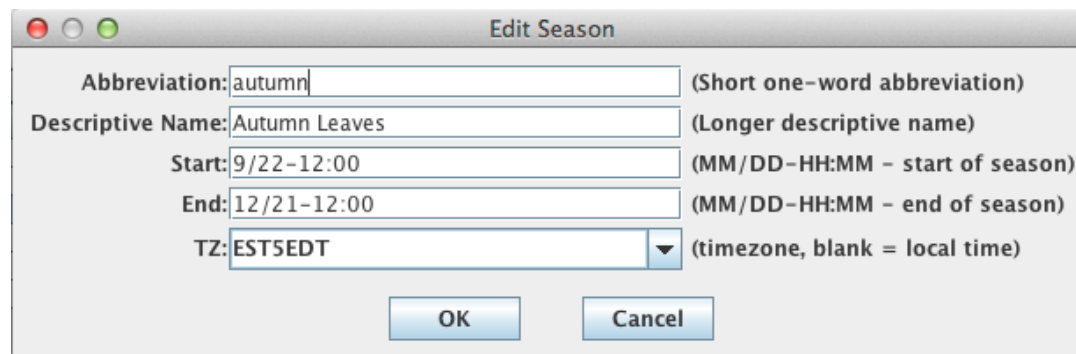 Edit Season
Abbreviation: autumn (Short one-word abbreviation)
Descriptive Name: Autumn Leaves (Longer descriptive name)
Start: 9/22-12:00 (MM/DD-HH:MM - start of season)
End: 12/21-12:00 (MM/DD-HH:MM - end of season)
TZ: EST5EDT (timezone, blank = local time)
OK Cancel